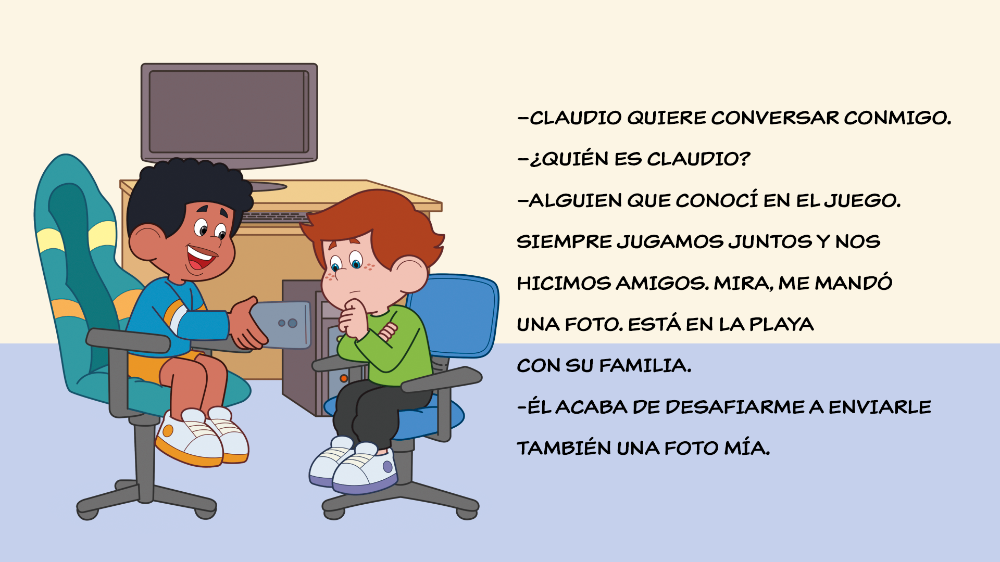 –CLAUDIO QUIERE CONVERSAR CONMIGO.
–¿QUIÉN ES CLAUDIO?
–ALGUIEN QUE CONOCÍ EN EL JUEGO.
SIEMPRE JUGAMOS JUNTOS Y NOS
HICIMOS AMIGOS. MIRA, ME MANDÓ
UNA FOTO. ESTÁ EN LA PLAYA
CON SU FAMILIA.
-ÉL ACABA DE DESAFIARME A ENVIARLE
TAMBIÉN UNA FOTO MÍA.